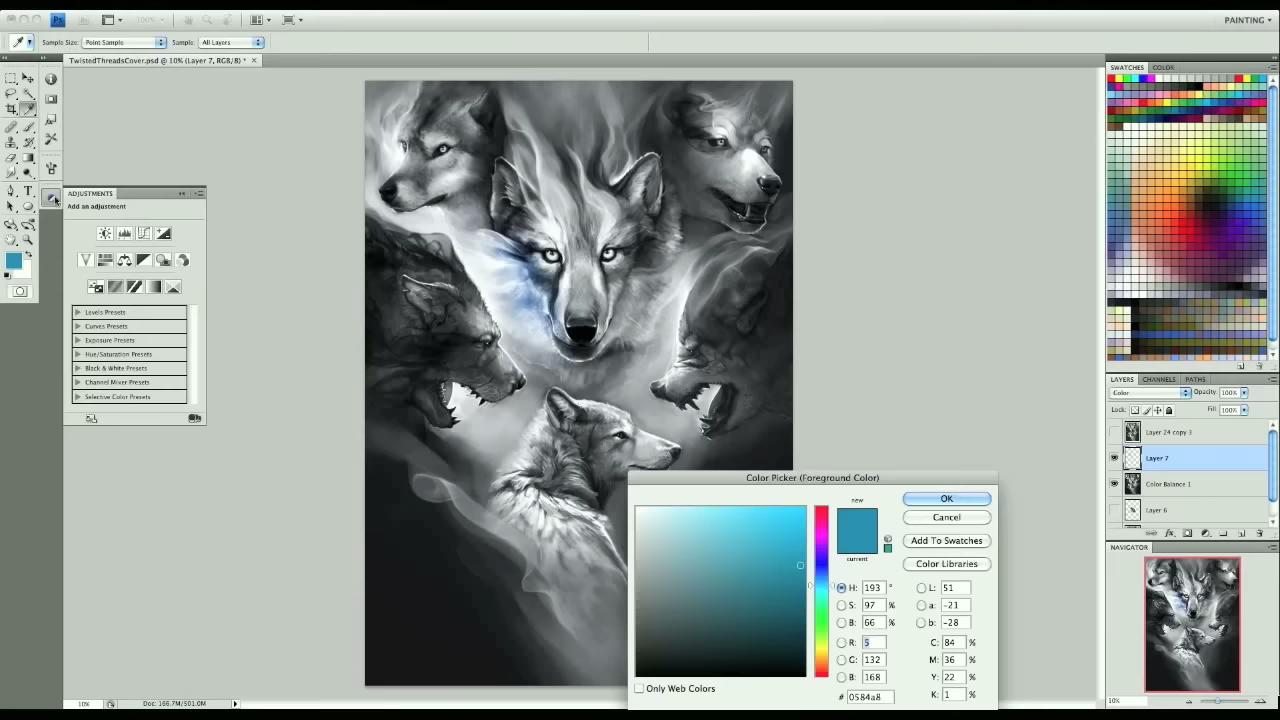 Ps
100%
PAINTING
Sample Size: Point Sample Sample: All Layers
TwistedThreadsCover.psd @ 10% (Layer 7, RGB/8) * ×
SWATCHES COLOR
ADJUSTMENTS
Add an adjustment
Levels Presets
Curves Presets
Exposure Presets
Hue/Saturation Presets
Black & White Presets
Channel Mixer Presets
Selective Color Presets
LAYERS CHANNELS PATHS
Color Opacity: 100%
Lock: Fill: 100%
Layer 24 copy 3
Layer 7
Color Balance 1
Layer 6
NAVIGATOR
10%
Color Picker (Foreground Color)
new
current
OK
Cancel
Add To Swatches
Color Libraries
H: 193 ° L: 51
S: 97 % a: -21
B: 66 % b: -28
R: 5 C: 84 %
G: 132 M: 36 %
B: 168 Y: 22 %
# 0584a8 K: 1 %
Only Web Colors
10% Doc: 166.7M/501.0M